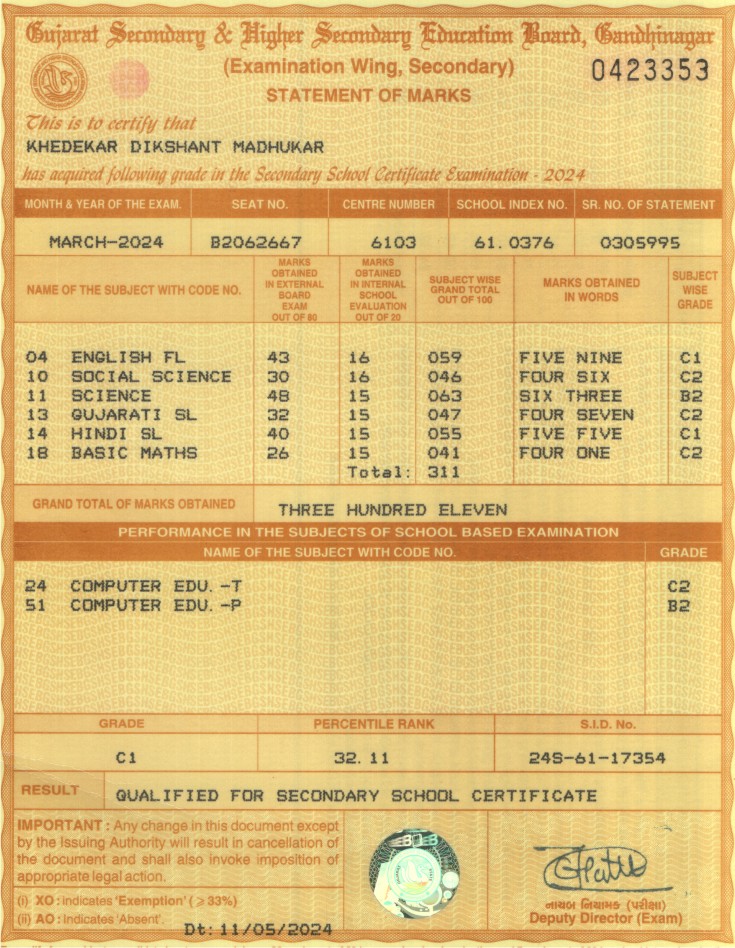 Gujarat Secondary & Higher Secondary Education Board, Gandhinagar
(Examination Wing, Secondary)
0423353
STATEMENT OF MARKS
This is to certify that
KHEDEKAR DIKSHANT MADHUKAR
has acquired following grade in the Secondary School Certificate Examination - 2024
MONTH & YEAR OF THE EXAM. SEAT NO. CENTRE NUMBER SCHOOL INDEX NO. SR. NO. OF STATEMENT
MARCH-2024 B2062667 6103 61.0376 0305995
NAME OF THE SUBJECT WITH CODE NO. MARKS OBTAINED IN EXTERNAL BOARD EXAM OUT OF 80 MARKS OBTAINED IN INTERNAL SCHOOL EVALUATION OUT OF 20 SUBJECT WISE GRAND TOTAL OUT OF 100 MARKS OBTAINED IN WORDS SUBJECT WISE GRADE
04 ENGLISH FL 43 16 059 FIVE NINE C1
10 SOCIAL SCIENCE 30 16 046 FOUR SIX C2
11 SCIENCE 48 15 063 SIX THREE B2
13 GUJARATI SL 32 15 047 FOUR SEVEN C2
14 HINDI SL 40 15 055 FIVE FIVE C1
18 BASIC MATHS 26 15 041 FOUR ONE C2
Total: 311
GRAND TOTAL OF MARKS OBTAINED THREE HUNDRED ELEVEN
PERFORMANCE IN THE SUBJECTS OF SCHOOL BASED EXAMINATION
NAME OF THE SUBJECT WITH CODE NO. GRADE
24 COMPUTER EDU. -T C2
51 COMPUTER EDU. -P B2
GRADE PERCENTILE RANK S.I.D. No.
C1 32.11 24S-61-17354
RESULT QUALIFIED FOR SECONDARY SCHOOL CERTIFICATE
IMPORTANT : Any change in this document except
by the Issuing Authority will result in cancellation of
the document and shall also invoke imposition of
appropriate legal action.
(i) XO : indicates 'Exemption' (⩾ 33%)
(ii) AO : Indicates 'Absent'.
Dt: 11/05/2024
નાયબ નિયામક (પરીક્ષા)
Deputy Director (Exam)